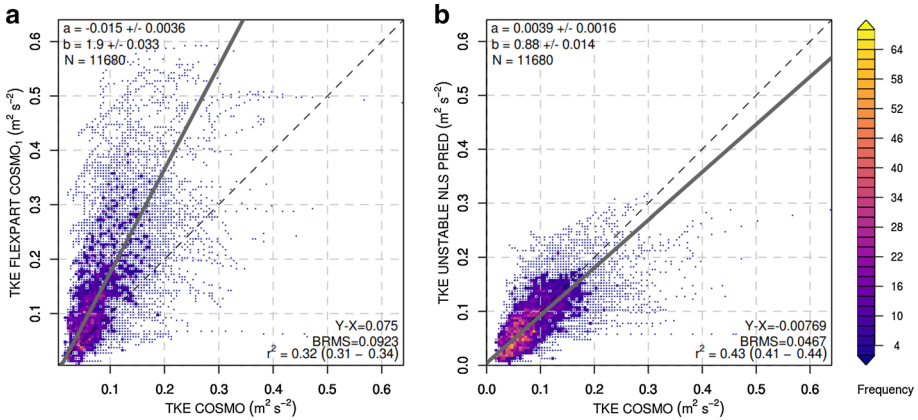 a
a = -0.015 +/- 0.0036
b = 1.9 +/- 0.033
N = 11680
0.6
0.5
0.4
0.3
0.2
0.1
TKE FLEXPART COSMO₁ (m² s⁻²)
Y-X=0.075
BRMS=0.0923
r² = 0.32 (0.31 − 0.34)
0.1 0.2 0.3 0.4 0.5 0.6
TKE COSMO (m² s⁻²)
b
a = 0.0039 +/- 0.0016
b = 0.88 +/- 0.014
N = 11680
0.6
0.5
0.4
0.3
0.2
0.1
0.0
TKE UNSTABLE NLS PRED (m² s⁻²)
Y-X=-0.00769
BRMS=0.0467
r² = 0.43 (0.41 − 0.44)
0.0 0.1 0.2 0.3 0.4 0.5 0.6
TKE COSMO (m² s⁻²)
64
58
52
46
40
34
28
22
16
10
4
Frequency